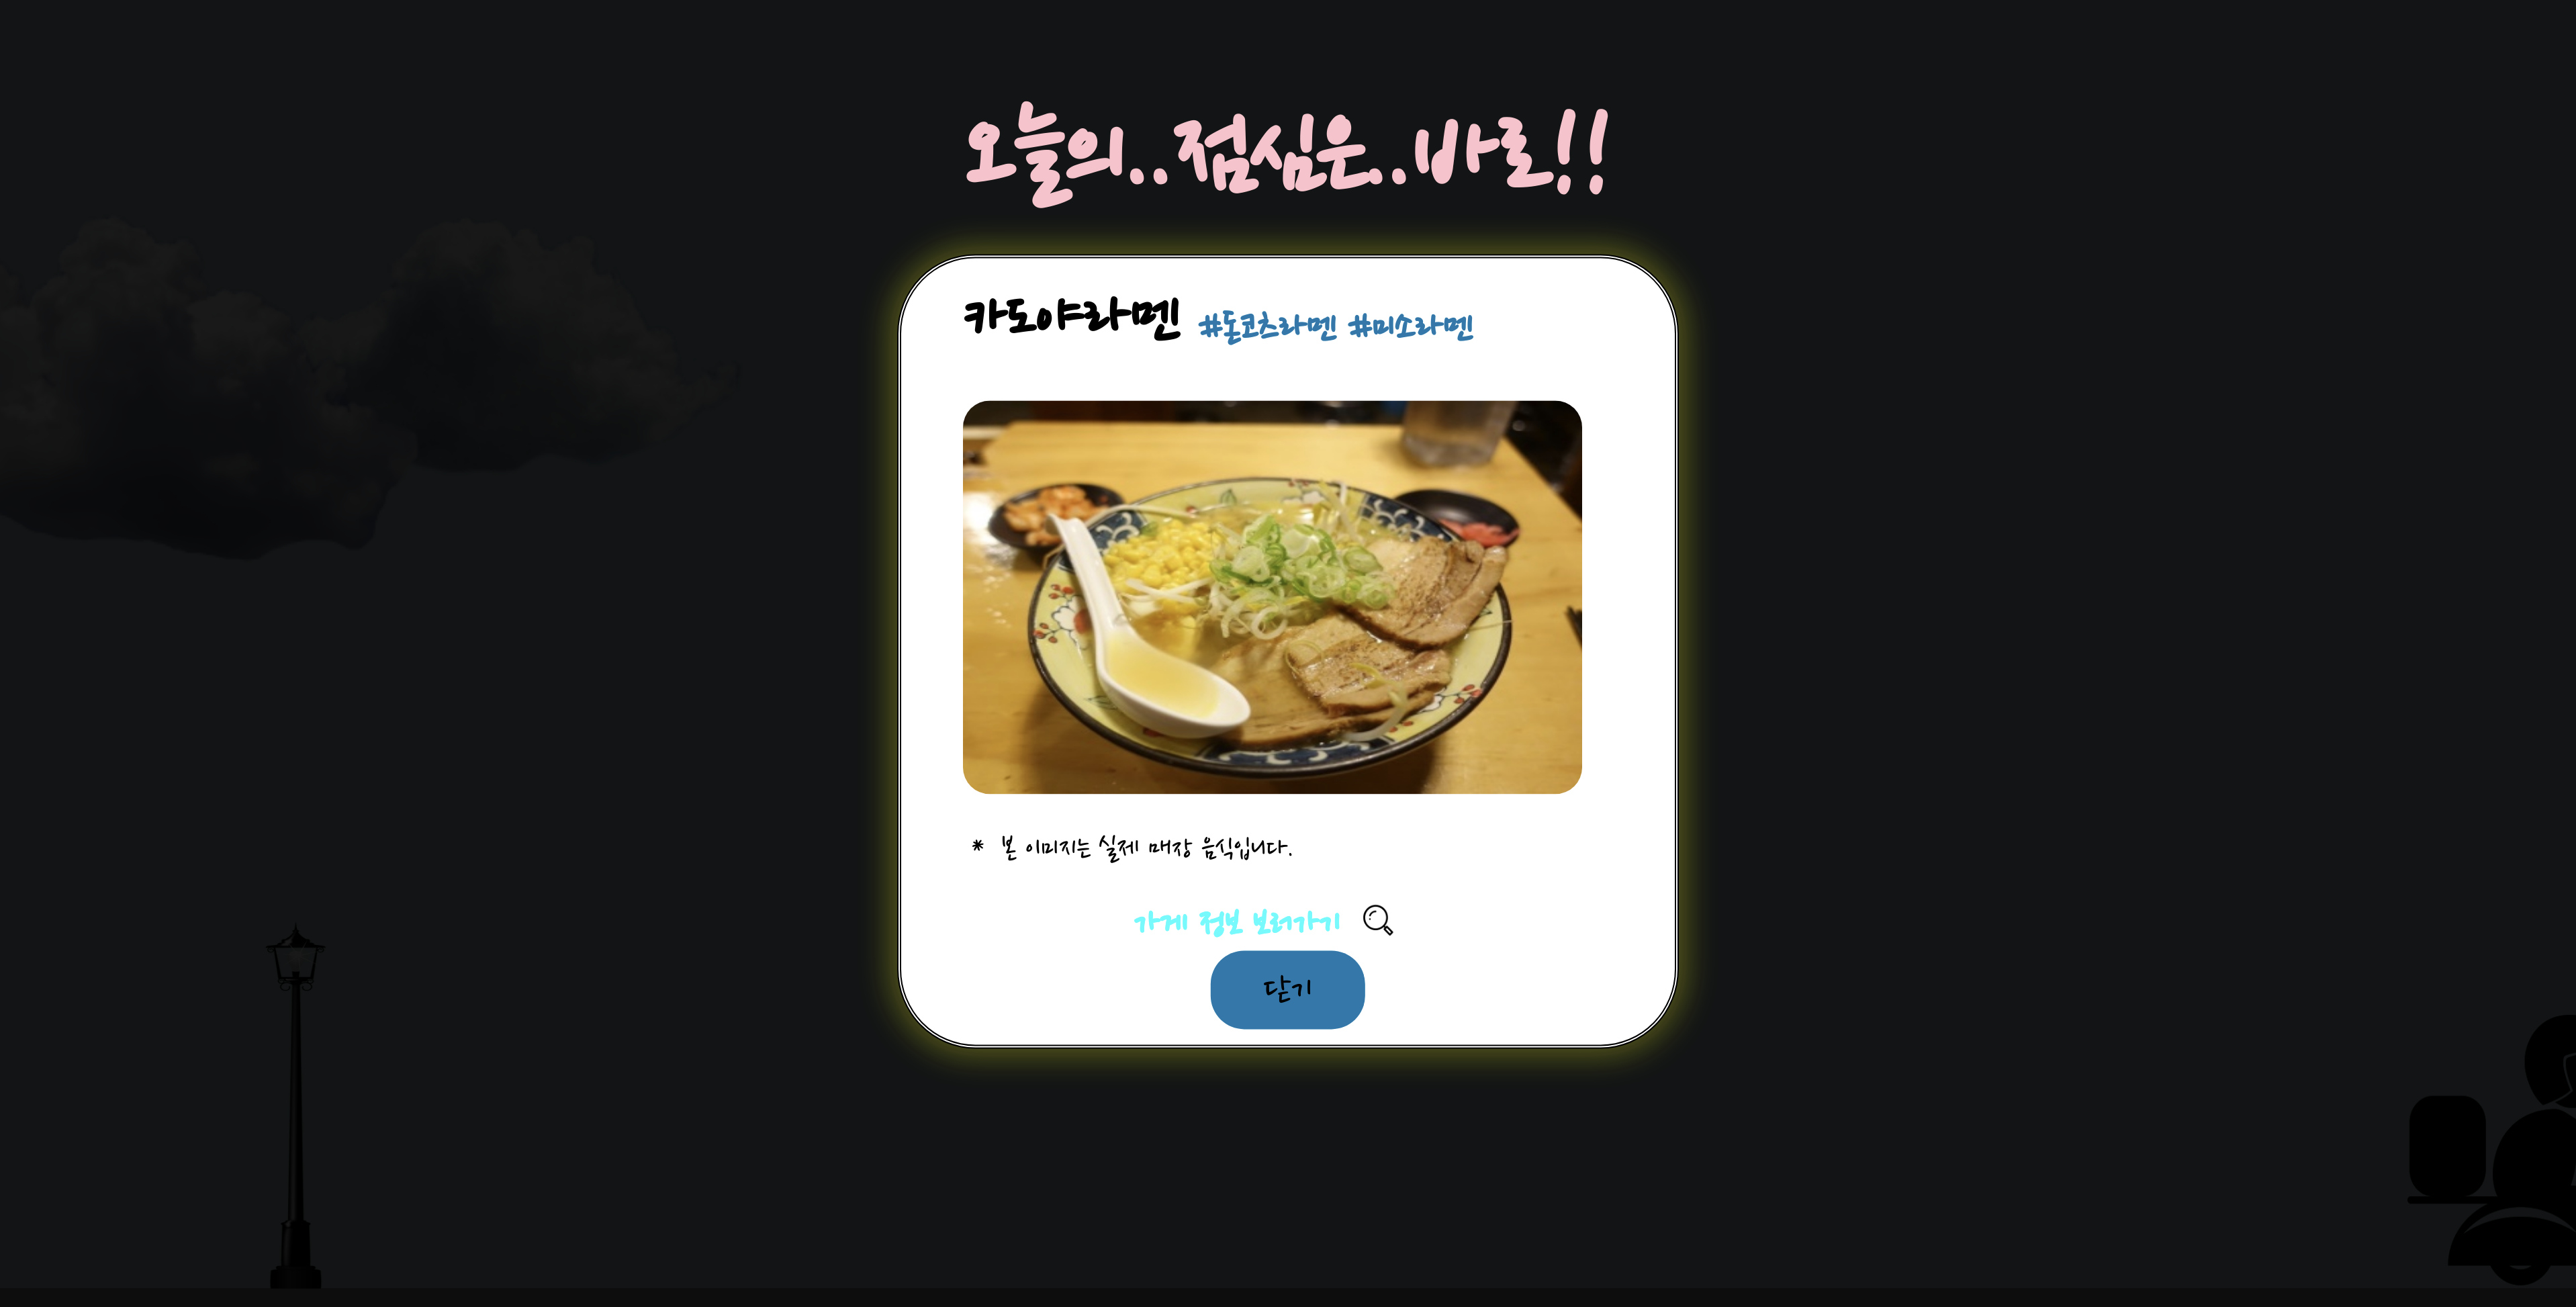 오늘의..점심은..바로!!
카도야라멘 #돈코츠라멘 #미소라멘
* 본 이미지는 실제 매장 음식입니다.
가게 정보 보러가기
닫기